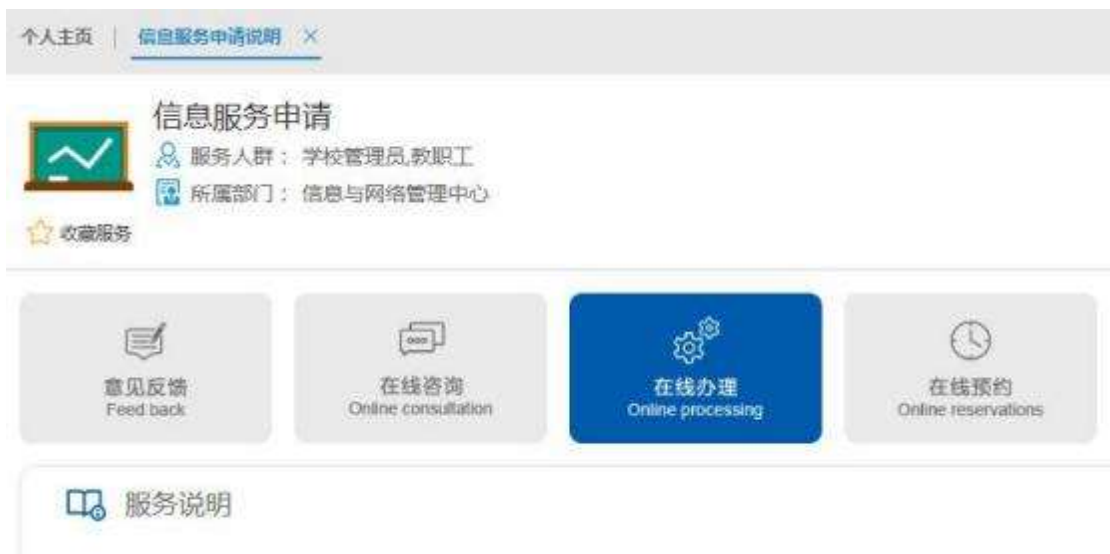 个人主页 | 信息服务申请说明 ×
信息服务申请
服务人群： 学校管理员,教职工
所属部门： 信息与网络管理中心
收藏服务
意见反馈
Feed back
在线咨询
Online consultation
在线办理
Online processing
在线预约
Online reservations
服务说明